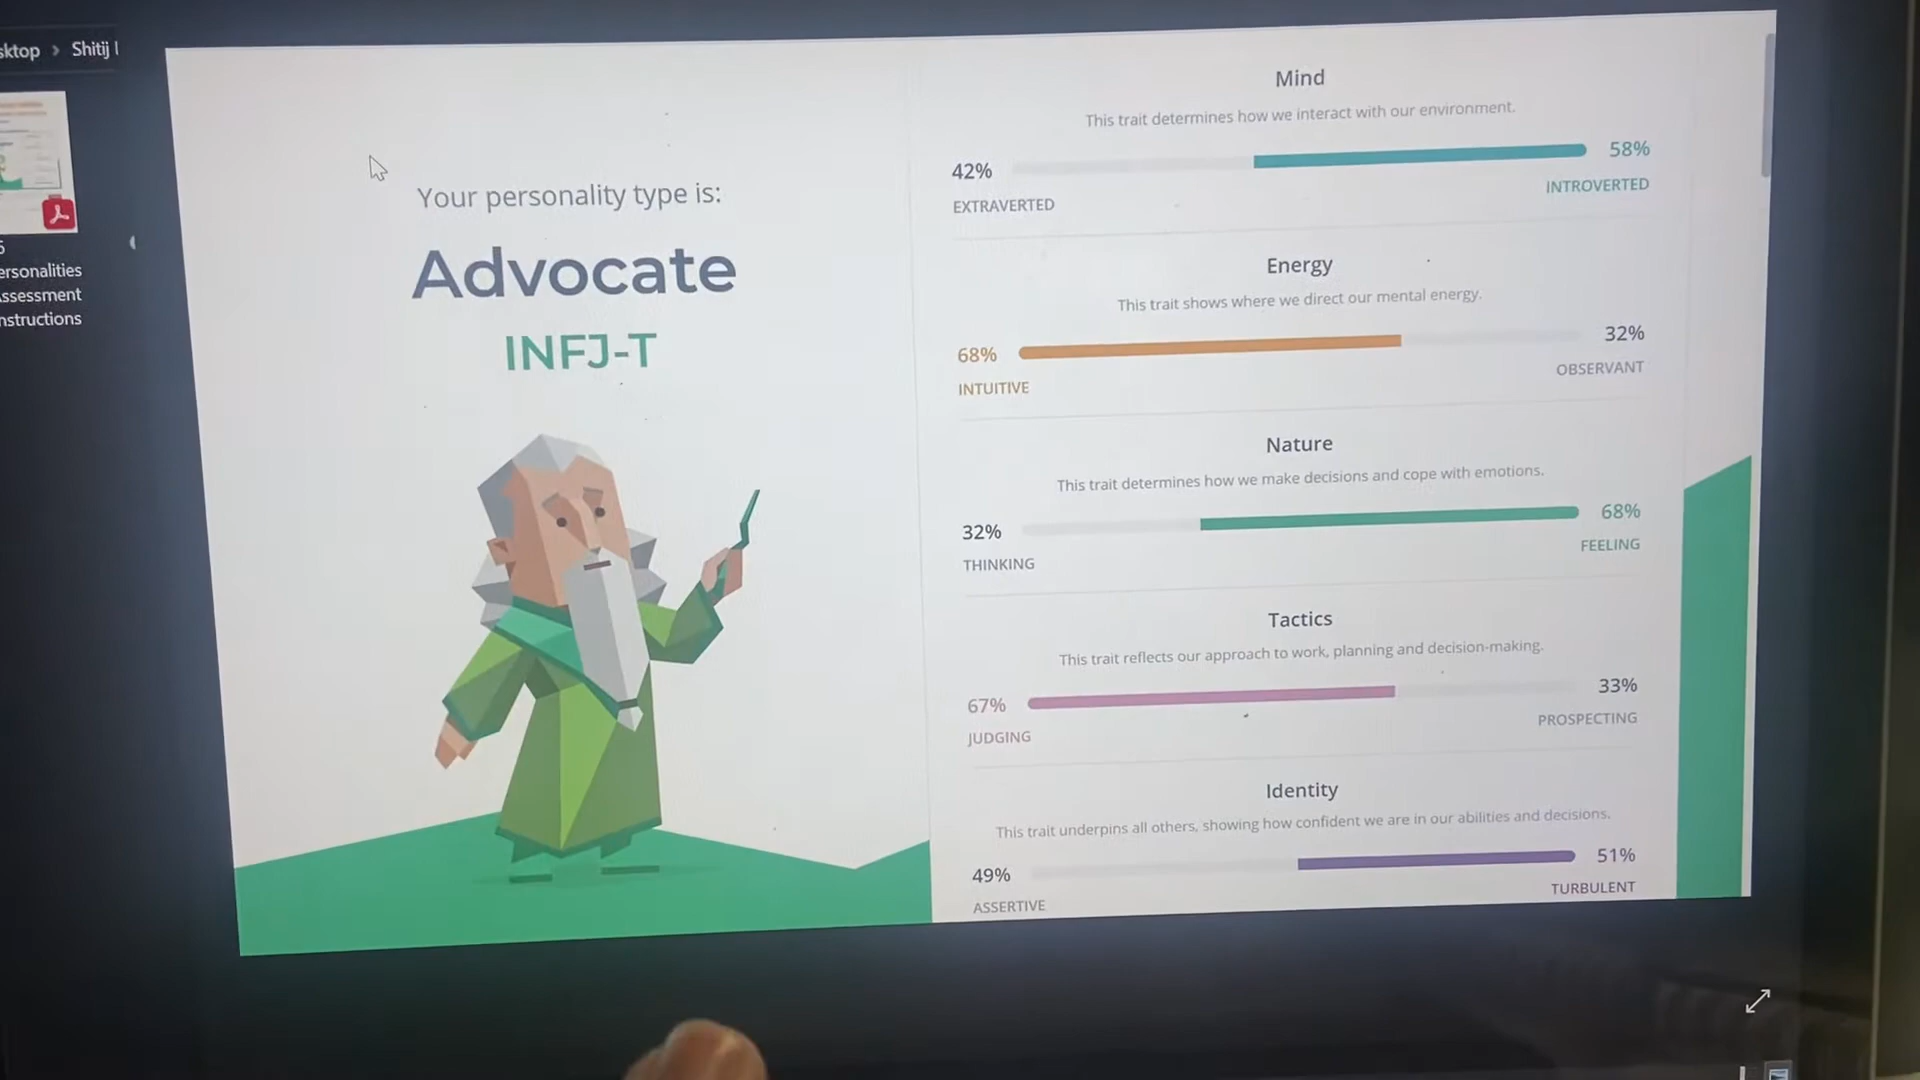 sktop > Shitij
ersonalities
ssessment
nstructions
Your personality type is:
Advocate
INFJ-T
Mind
This trait determines how we interact with our environment.
42%
58%
EXTRAVERTED
INTROVERTED
Energy
This trait shows where we direct our mental energy.
68%
32%
INTUITIVE
OBSERVANT
Nature
This trait determines how we make decisions and cope with emotions.
32%
68%
THINKING
FEELING
Tactics
This trait reflects our approach to work, planning and decision-making.
67%
33%
JUDGING
PROSPECTING
Identity
This trait underpins all others, showing how confident we are in our abilities and decisions.
49%
51%
ASSERTIVE
TURBULENT